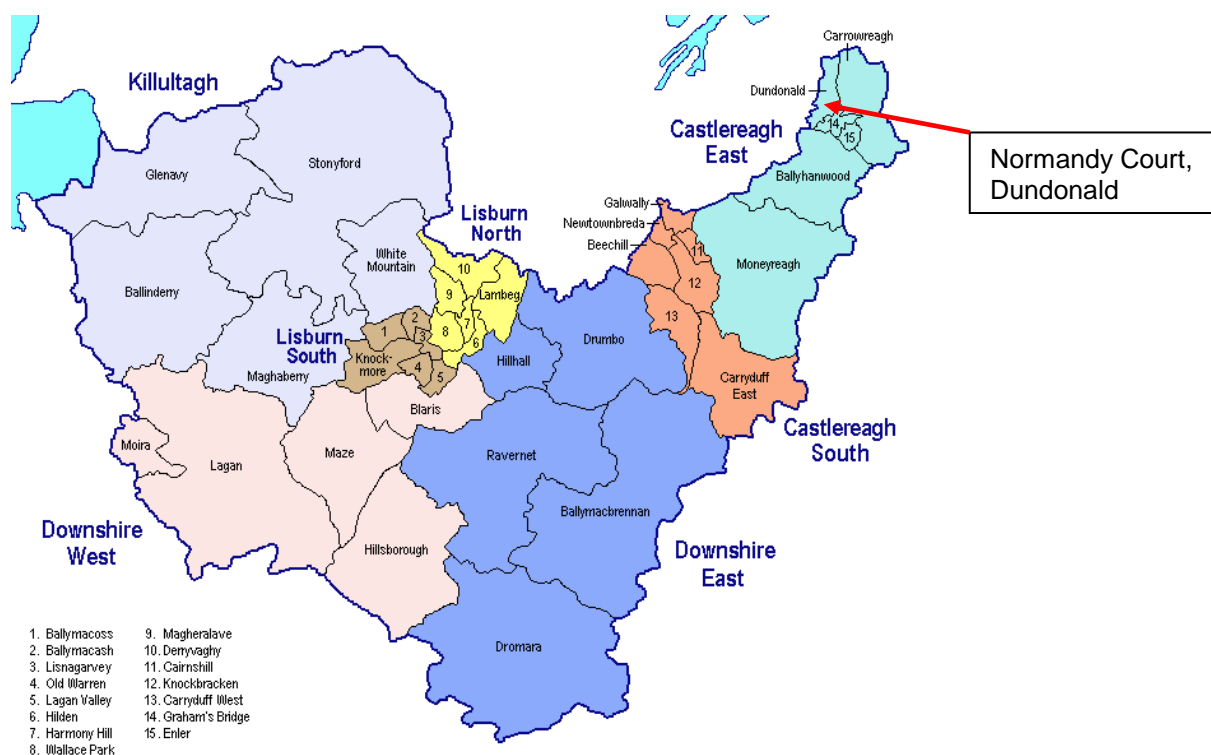 Carrowreagh
Killultagh
Dundonald
Castlereagh
East
14
15
Normandy Court,
Dundonald
Stonyford
Glenavy
Ballyhanwood
Galwally
Newtownbreda
Beechill
Lisburn
North
White
Mountain
10
11
Moneyreagh
Ballinderry
9
Lambeg
12
Lisburn
South
1
2
3
8
7
6
13
Drumbo
Knock-
more
4
5
Hillhall
Maghaberry
Carryduff
East
Blaris
Castlereagh
South
Moira
Lagan
Maze
Ravernet
Downshire
West
Ballymacbrennan
Hillsborough
Downshire
East
Dromara
1. Ballymacoss
2. Ballymacash
3. Lisnagarvey
4. Old Warren
5. Lagan Valley
6. Hilden
7. Harmony Hill
8. Wallace Park
9. Magheralave
10. Derryvaghy
11. Cairnshill
12. Knockbracken
13. Carryduff West
14. Graham's Bridge
15. Enler